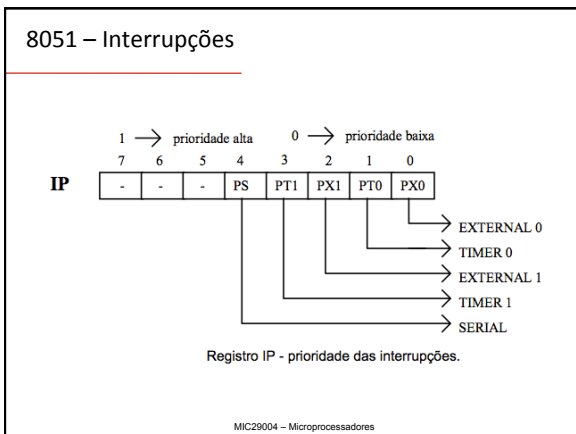 8051 – Interrupções
1 → prioridade alta 0 → prioridade baixa
7 6 5 4 3 2 1 0
IP - - - PS PT1 PX1 PT0 PX0
EXTERNAL 0
TIMER 0
EXTERNAL 1
TIMER 1
SERIAL
Registro IP - prioridade das interrupções.
MIC29004 – Microprocessadores